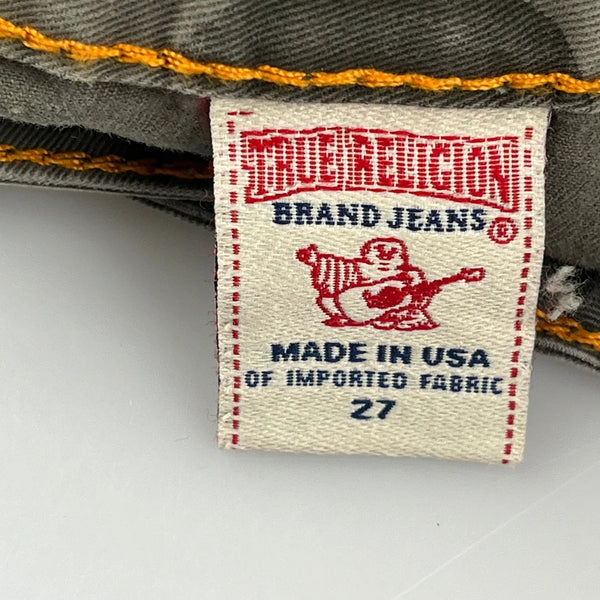 TRUE RELIGION
BRAND JEANS ®
MADE IN USA
OF IMPORTED FABRIC
27